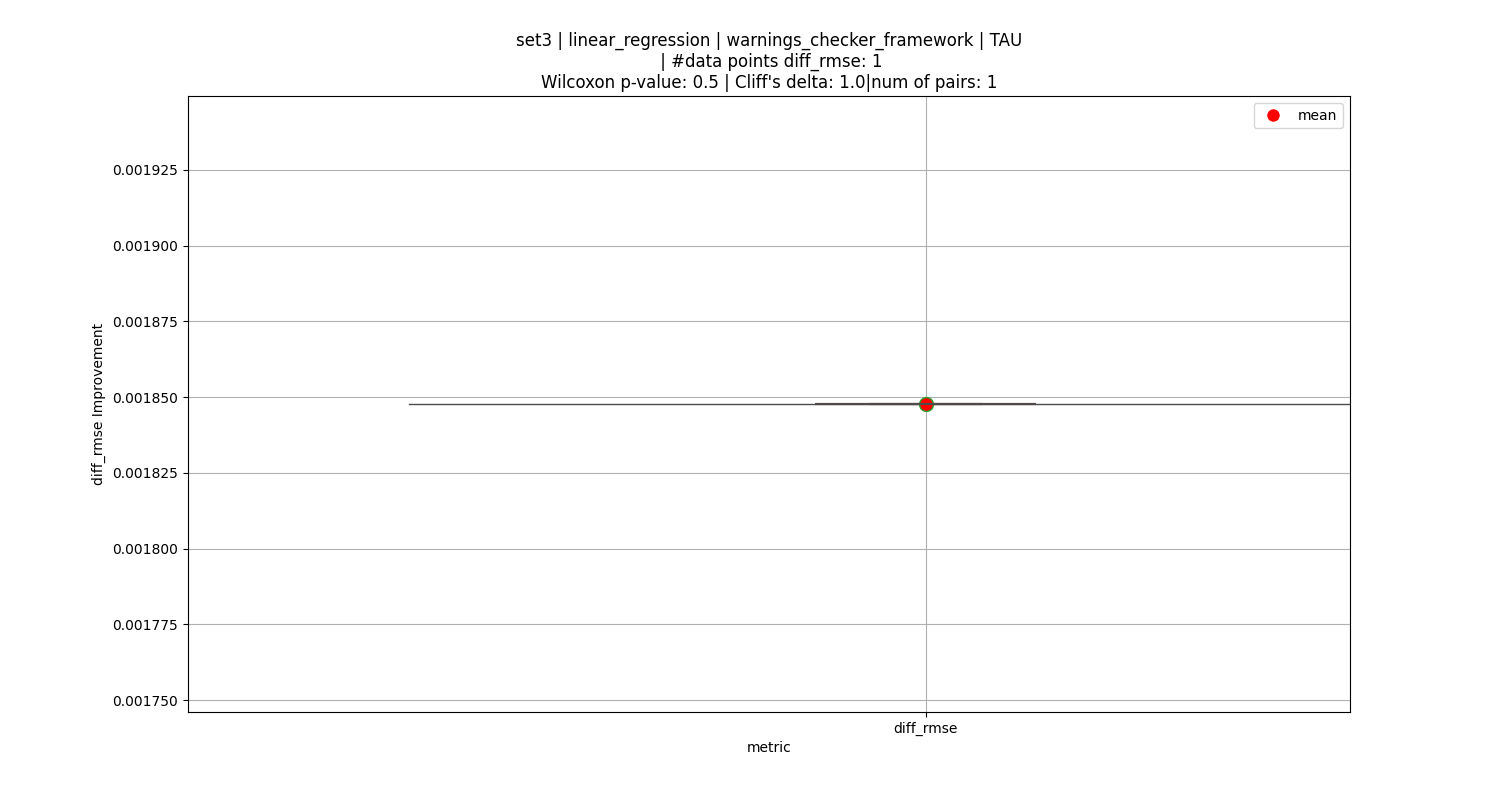 set3 | linear_regression | warnings_checker_framework | TAU
| #data points diff_rmse: 1
Wilcoxon p-value: 0.5 | Cliff's delta: 1.0|num of pairs: 1
mean
0.001925
0.001900
0.001875
0.001850
0.001825
0.001800
0.001775
0.001750
diff_rmse Improvement
diff_rmse
metric